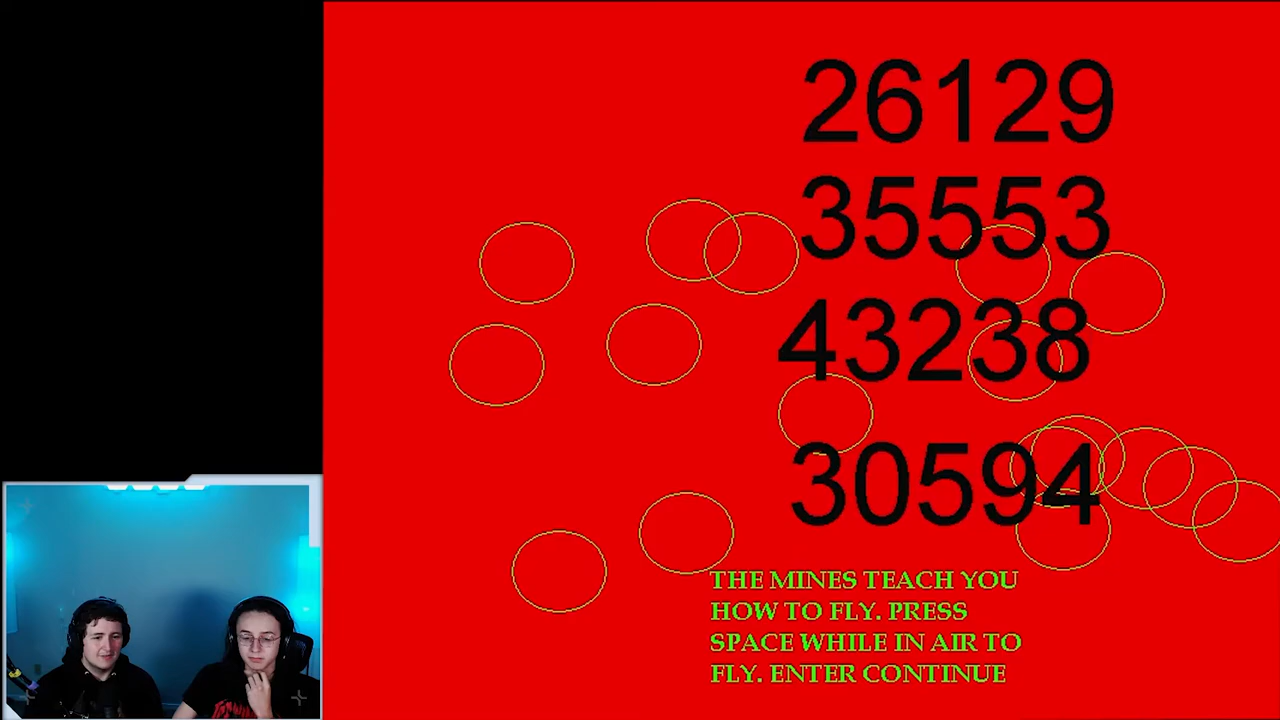 26129
35553
43238
30594
THE MINES TEACH YOU
HOW TO FLY. PRESS
SPACE WHILE IN AIR TO
FLY. ENTER CONTINUE